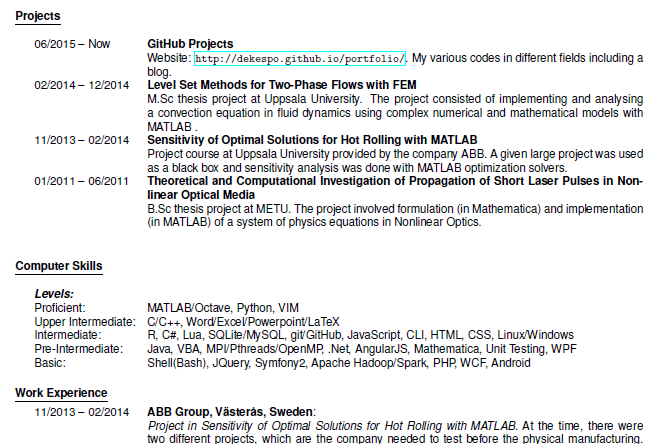 Projects
06/2015 – Now GitHub Projects
Website: http://dekespo.github.io/portfolio/. My various codes in different fields including a
blog.
02/2014 – 12/2014 Level Set Methods for Two-Phase Flows with FEM
M.Sc thesis project at Uppsala University. The project consisted of implementing and analysing
a convection equation in fluid dynamics using complex numerical and mathematical models with
MATLAB .
11/2013 – 02/2014 Sensitivity of Optimal Solutions for Hot Rolling with MATLAB
Project course at Uppsala University provided by the company ABB. A given large project was used
as a black box and sensitivity analysis was done with MATLAB optimization solvers.
01/2011 – 06/2011 Theoretical and Computational Investigation of Propagation of Short Laser Pulses in Non-
linear Optical Media
B.Sc thesis project at METU. The project involved formulation (in Mathematica) and implementation
(in MATLAB) of a system of physics equations in Nonlinear Optics.
Computer Skills
Levels:
Proficient: MATLAB/Octave, Python, VIM
Upper Intermediate: C/C++, Word/Excel/Powerpoint/LaTeX
Intermediate: R, C#, Lua, SQLite/MySQL, git/GitHub, JavaScript, CLI, HTML, CSS, Linux/Windows
Pre-Intermediate: Java, VBA, MPI/Pthreads/OpenMP, .Net, AngularJS, Mathematica, Unit Testing, WPF
Basic: Shell(Bash), JQuery, Symfony2, Apache Hadoop/Spark, PHP, WCF, Android
Work Experience
11/2013 – 02/2014 ABB Group, Västerås, Sweden:
Project in Sensitivity of Optimal Solutions for Hot Rolling with MATLAB. At the time, there were
two different projects, which are the company needed to test before the physical manufacturing.